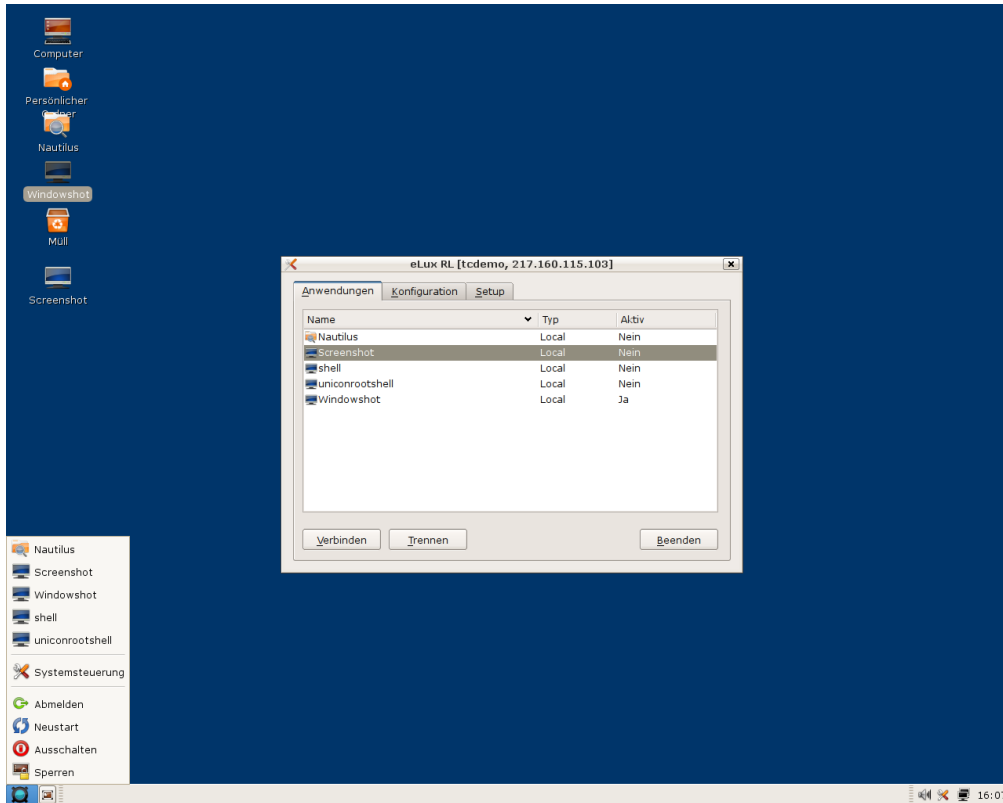 Computer
Persönlicher
Ordner
Nautilus
Windowshot
Müll
Screenshot
eLux RL [tcdemo, 217.160.115.103]
Anwendungen Konfiguration Setup
Name Typ Aktiv
Nautilus Local Nein
Screenshot Local Nein
shell Local Nein
uniconrootshell Local Nein
Windowshot Local Ja
Verbinden Trennen Beenden
Nautilus
Screenshot
Windowshot
shell
uniconrootshell
Systemsteuerung
Abmelden
Neustart
Ausschalten
Sperren